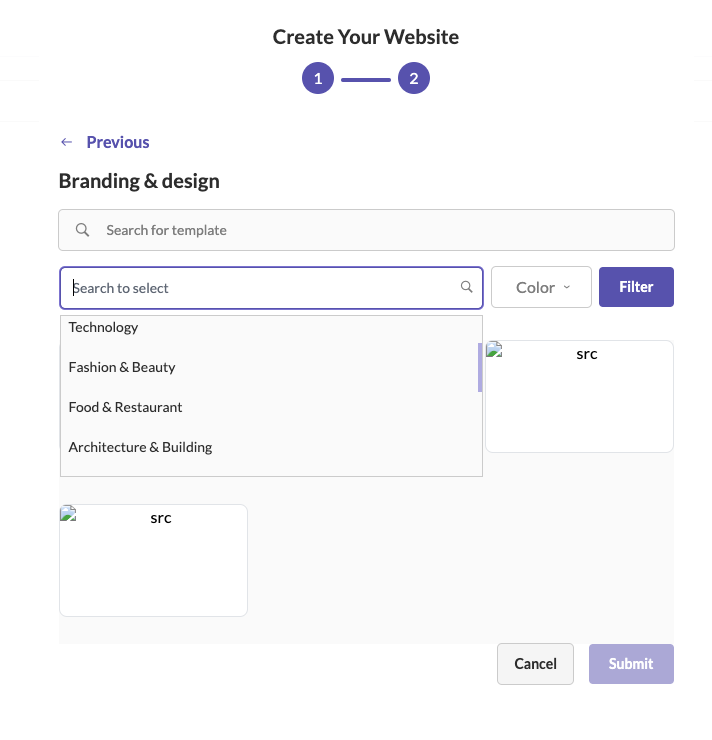 Create Your Website
1 2
Previous
Branding & design
Search for template
Search to select Color Filter
Technology
Fashion & Beauty
Food & Restaurant
Architecture & Building
src
src
Cancel Submit